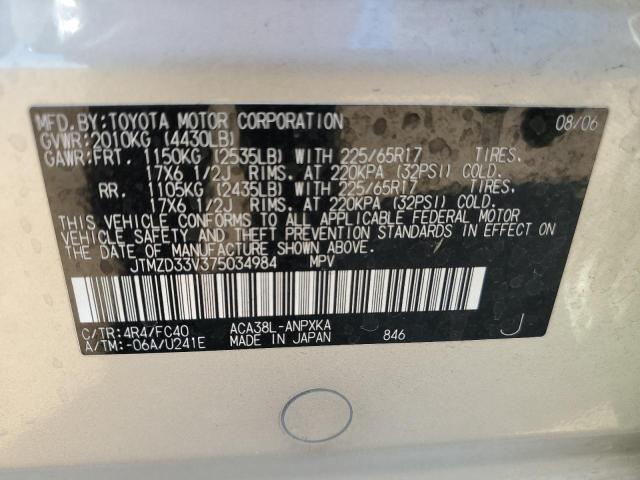 MFD.BY:TOYOTA MOTOR CORPORATION 08/06
GVWR:2010KG (4430LB)
GAWR:FRT. 1150KG (2535LB) WITH 225/65R17 TIRES.
17X6 1/2J RIMS. AT 220KPA (32PSI) COLD.
RR. 1105KG (2435LB) WITH 225/65R17 TIRES.
17X6 1/2J RIMS. AT 220KPA (32PSI) COLD.
THIS VEHICLE CONFORMS TO ALL APPLICABLE FEDERAL MOTOR
VEHICLE SAFETY AND THEFT PREVENTION STANDARDS IN EFFECT ON
THE DATE OF MANUFACTURE SHOWN ABOVE.
JTMZD33V375034984 MPV
C/TR:4R4/FC40 ACA38L-ANPXKA J
A/TM:-06A/U241E MADE IN JAPAN 846